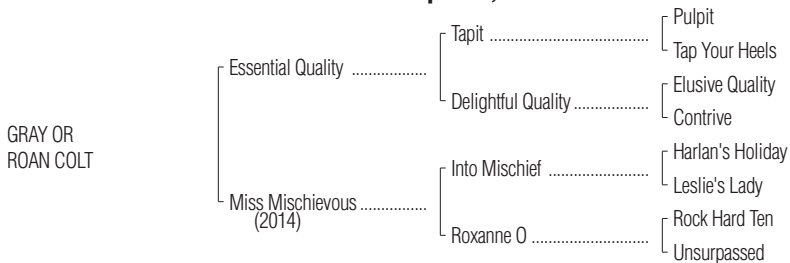 GRAY OR
ROAN COLT
Essential Quality ..................
Miss Mischievous ................
(2014)
Tapit ......................................
Delightful Quality ..................
Into Mischief ........................
Roxanne O ............................
Pulpit
Tap Your Heels
Elusive Quality
Contrive
Harlan's Holiday
Leslie's Lady
Rock Hard Ten
Unsurpassed